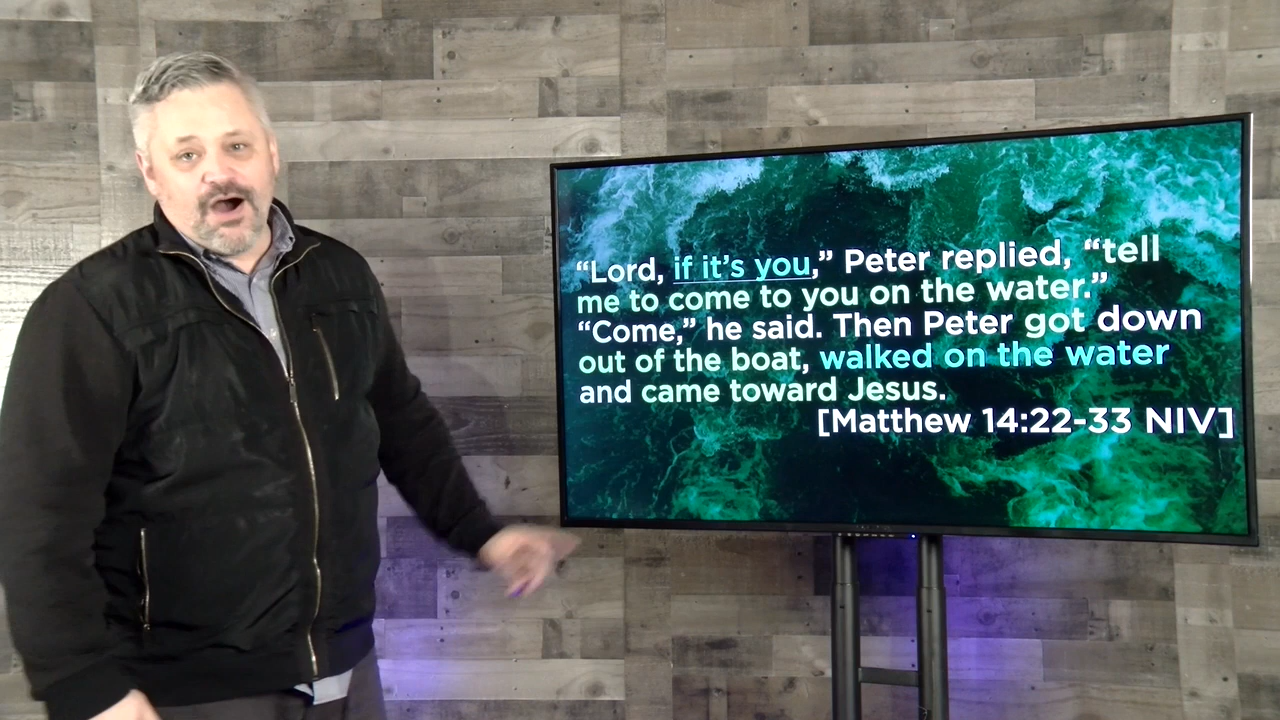 “Lord, if it’s you,” Peter replied, “tell
me to come to you on the water.”
“Come,” he said. Then Peter got down
out of the boat, walked on the water
and came toward Jesus.
[Matthew 14:22-33 NIV]